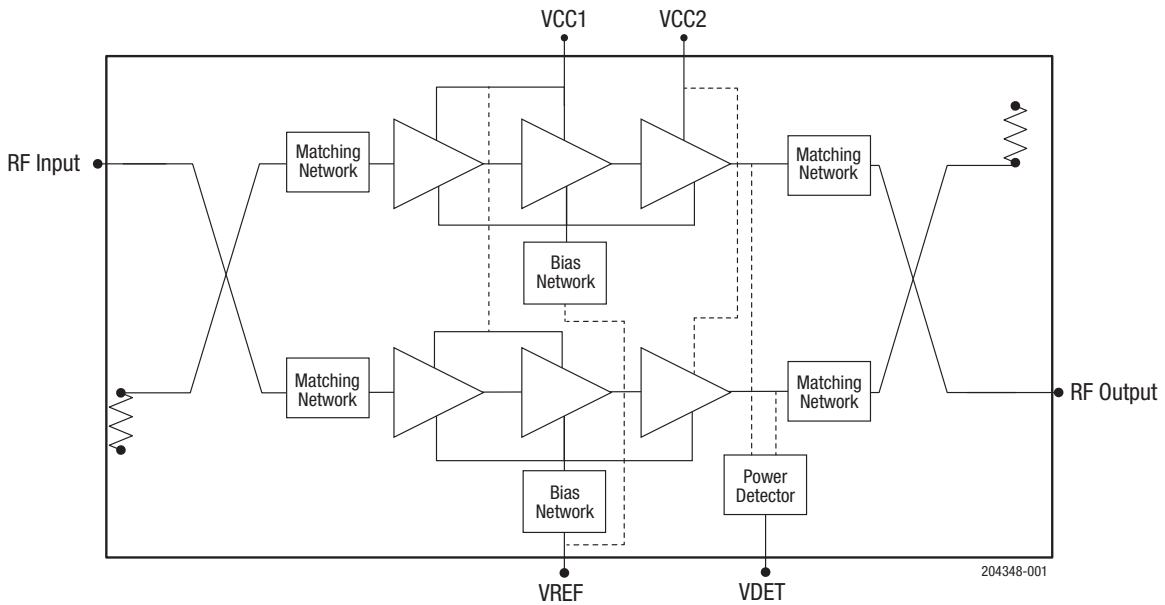 VCC1
VCC2
RF Input
Matching
Network
Matching
Network
Bias
Network
Matching
Network
Matching
Network
RF Output
Bias
Network
Power
Detector
VREF
VDET
204348-001